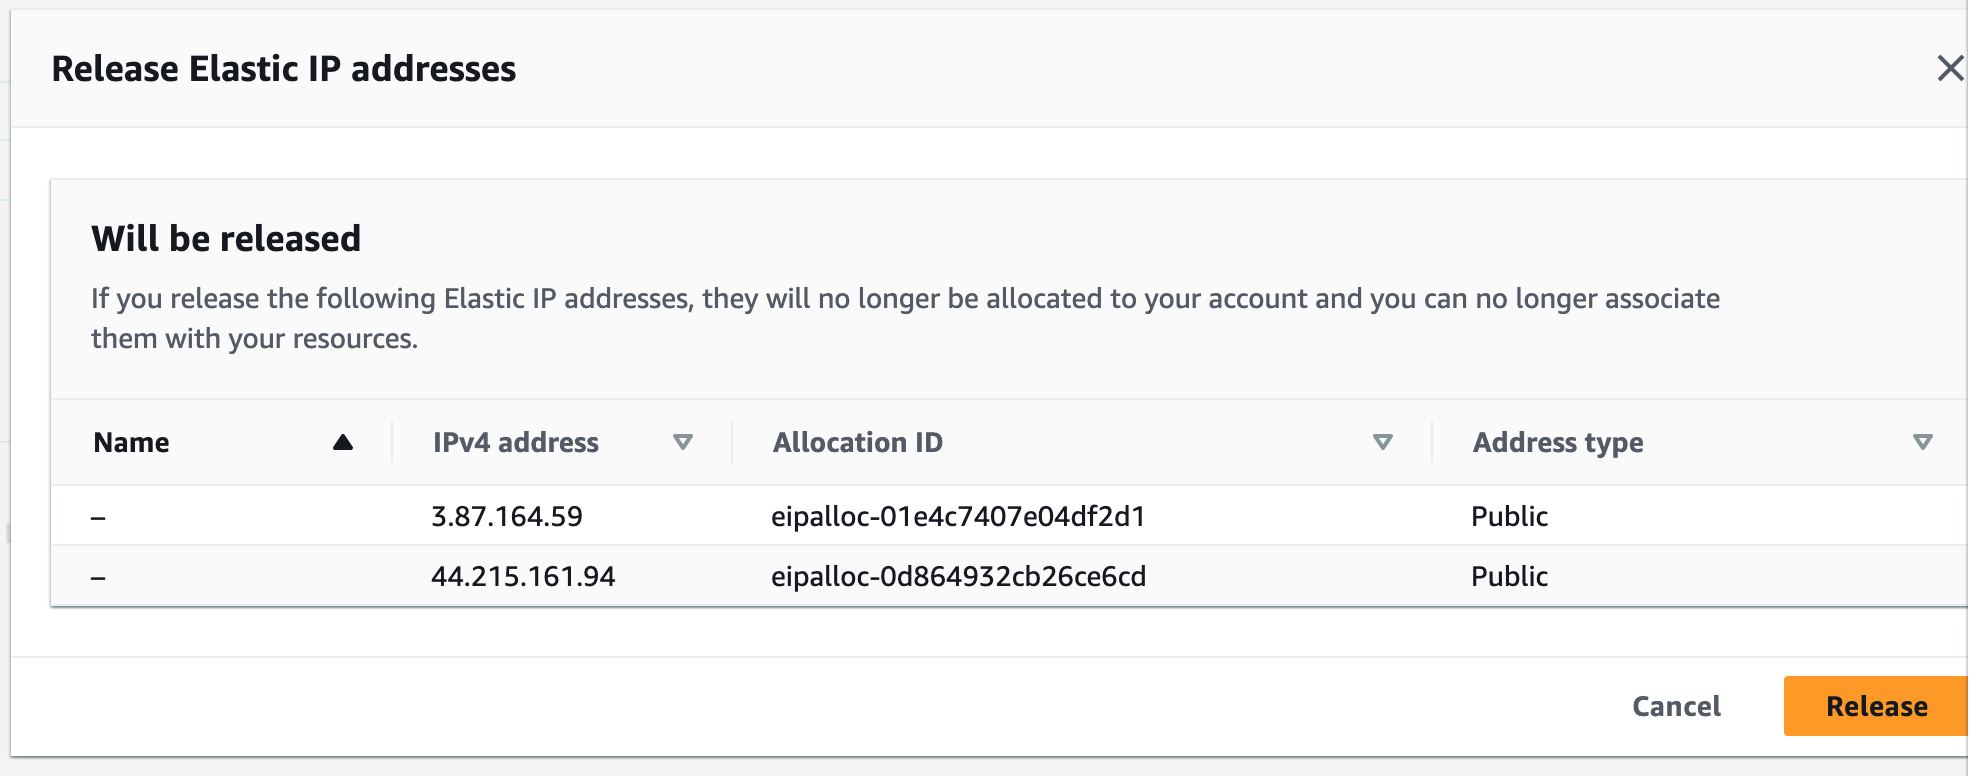 Release Elastic IP addresses
Will be released
If you release the following Elastic IP addresses, they will no longer be allocated to your account and you can no longer associate
them with your resources.
Name IPv4 address Allocation ID Address type
– 3.87.164.59 eipalloc-01e4c7407e04df2d1 Public
– 44.215.161.94 eipalloc-0d864932cb26ce6cd Public
Cancel Release